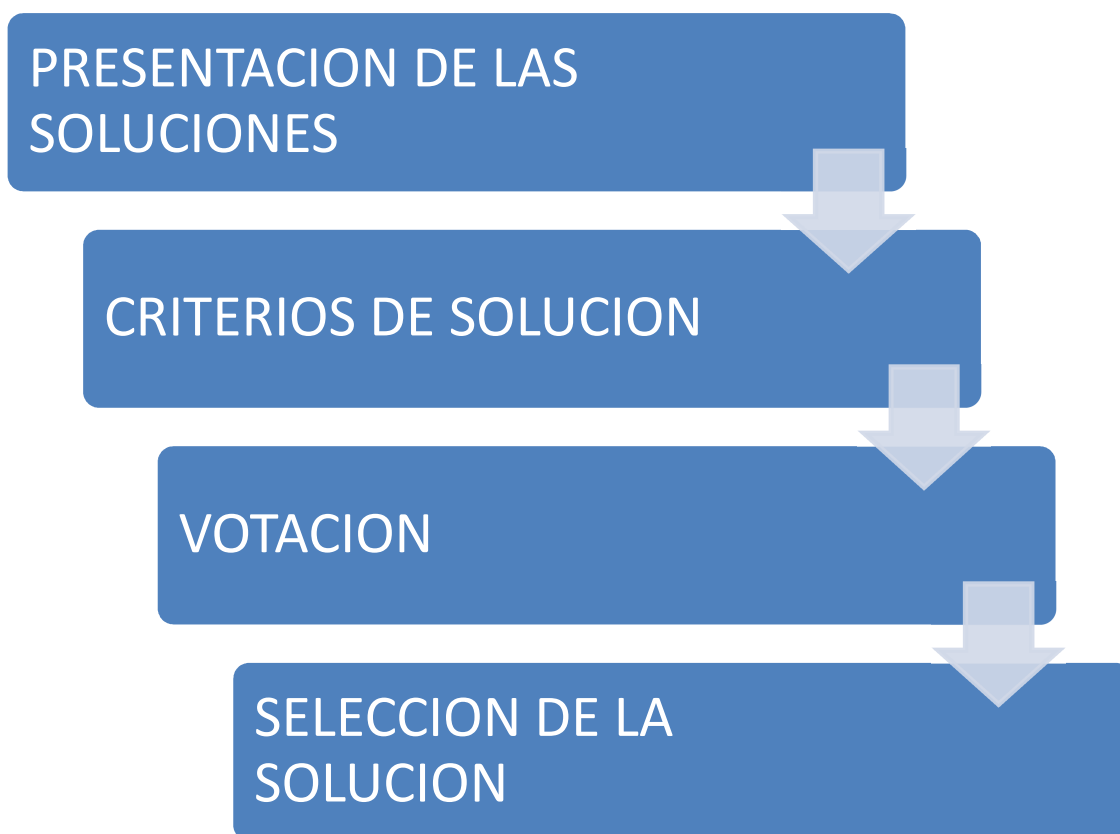 PRESENTACION DE LAS
SOLUCIONES
CRITERIOS DE SOLUCION
VOTACION
SELECCION DE LA
SOLUCION